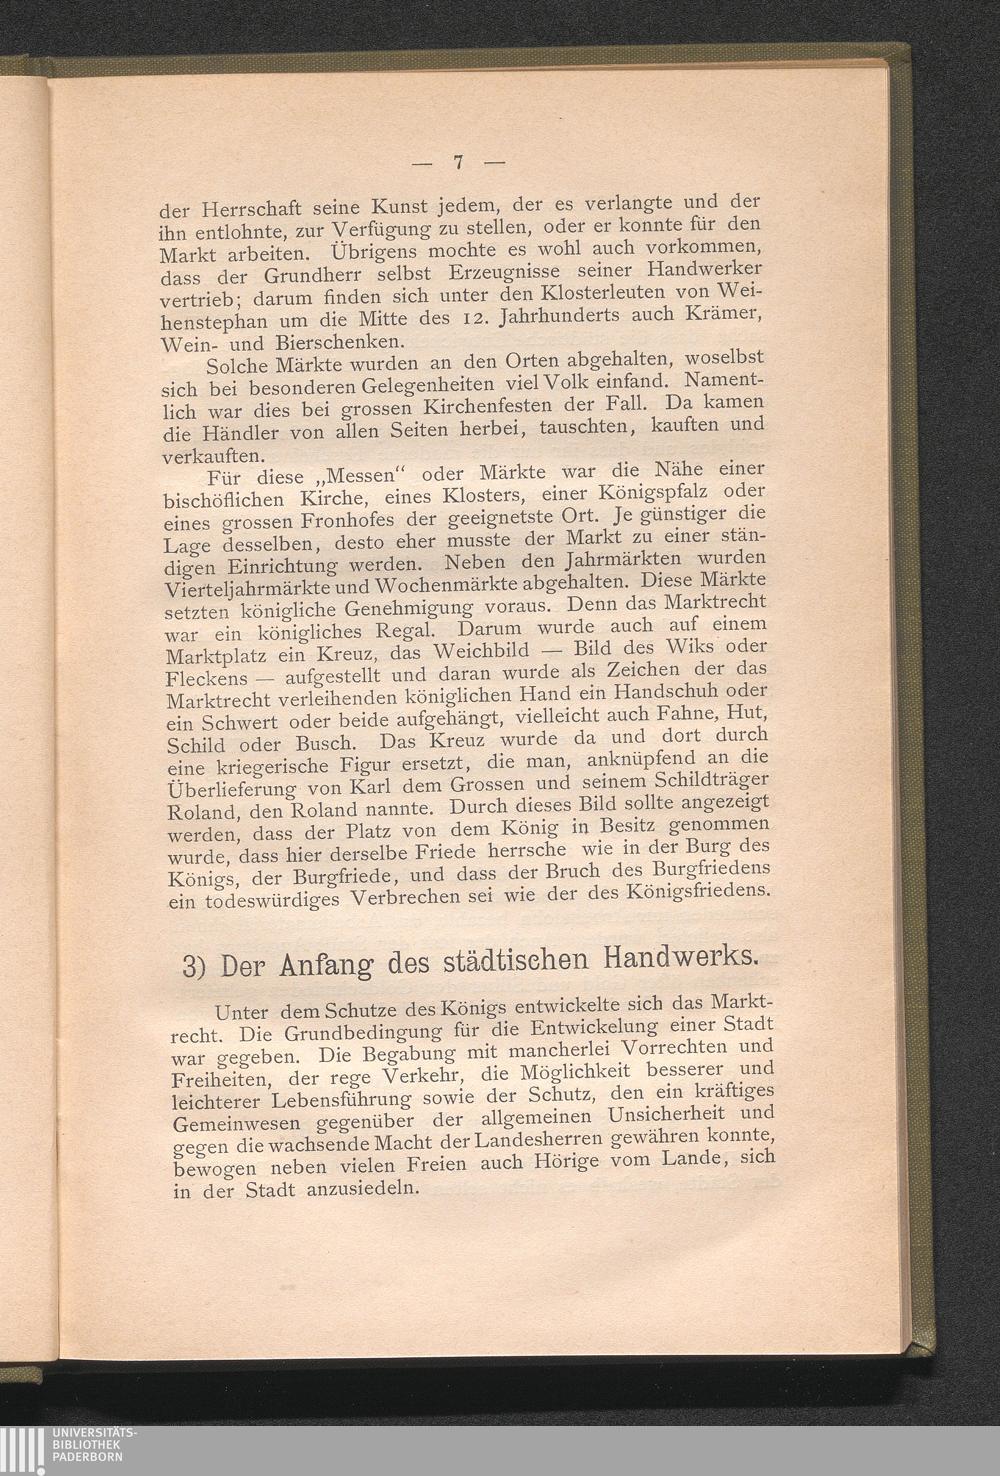 — 7 —
der Herrschaft seine Kunst jedem, der es verlangte und der
ihn entlohnte, zur Verfügung zu stellen, oder er konnte für den
Markt arbeiten. Übrigens mochte es wohl auch vorkommen,
dass der Grundherr selbst Erzeugnisse seiner Handwerker
vertrieb; darum finden sich unter den Klosterleuten von Wei-
henstephan um die Mitte des 12. Jahrhunderts auch Krämer,
Wein- und Bierschenken.
Solche Märkte wurden an den Orten abgehalten, woselbst
sich bei besonderen Gelegenheiten viel Volk einfand. Nament-
lich war dies bei grossen Kirchenfesten der Fall. Da kamen
die Händler von allen Seiten herbei, tauschten, kauften und
verkauften.
Für diese „Messen“ oder Märkte war die Nähe einer
bischöflichen Kirche, eines Klosters, einer Königspfalz oder
eines grossen Fronhofes der geeignetste Ort. Je günstiger die
Lage desselben, desto eher musste der Markt zu einer stän-
digen Einrichtung werden. Neben den Jahrmärkten wurden
Vierteljahrmärkte und Wochenmärkte abgehalten. Diese Märkte
setzten königliche Genehmigung voraus. Denn das Marktrecht
war ein königliches Regal. Darum wurde auch auf einem
Marktplatz ein Kreuz, das Weichbild — Bild des Wiks oder
Fleckens — aufgestellt und daran wurde als Zeichen der das
Marktrecht verleihenden königlichen Hand ein Handschuh oder
ein Schwert oder beide aufgehängt, vielleicht auch Fahne, Hut,
Schild oder Busch. Das Kreuz wurde da und dort durch
eine kriegerische Figur ersetzt, die man, anknüpfend an die
Überlieferung von Karl dem Grossen und seinem Schildträger
Roland, den Roland nannte. Durch dieses Bild sollte angezeigt
werden, dass der Platz von dem König in Besitz genommen
wurde, dass hier derselbe Friede herrsche wie in der Burg des
Königs, der Burgfriede, und dass der Bruch des Burgfriedens
ein todeswürdiges Verbrechen sei wie der des Königsfriedens.
3) Der Anfang des städtischen Handwerks.
Unter dem Schutze des Königs entwickelte sich das Markt-
recht. Die Grundbedingung für die Entwickelung einer Stadt
war gegeben. Die Begabung mit mancherlei Vorrechten und
Freiheiten, der rege Verkehr, die Möglichkeit besserer und
leichterer Lebensführung sowie der Schutz, den ein kräftiges
Gemeinwesen gegenüber der allgemeinen Unsicherheit und
gegen die wachsende Macht der Landesherren gewähren konnte,
bewogen neben vielen Freien auch Hörige vom Lande, sich
in der Stadt anzusiedeln.
UNIVERSITÄTS-
BIBLIOTHEK
PADERBORN